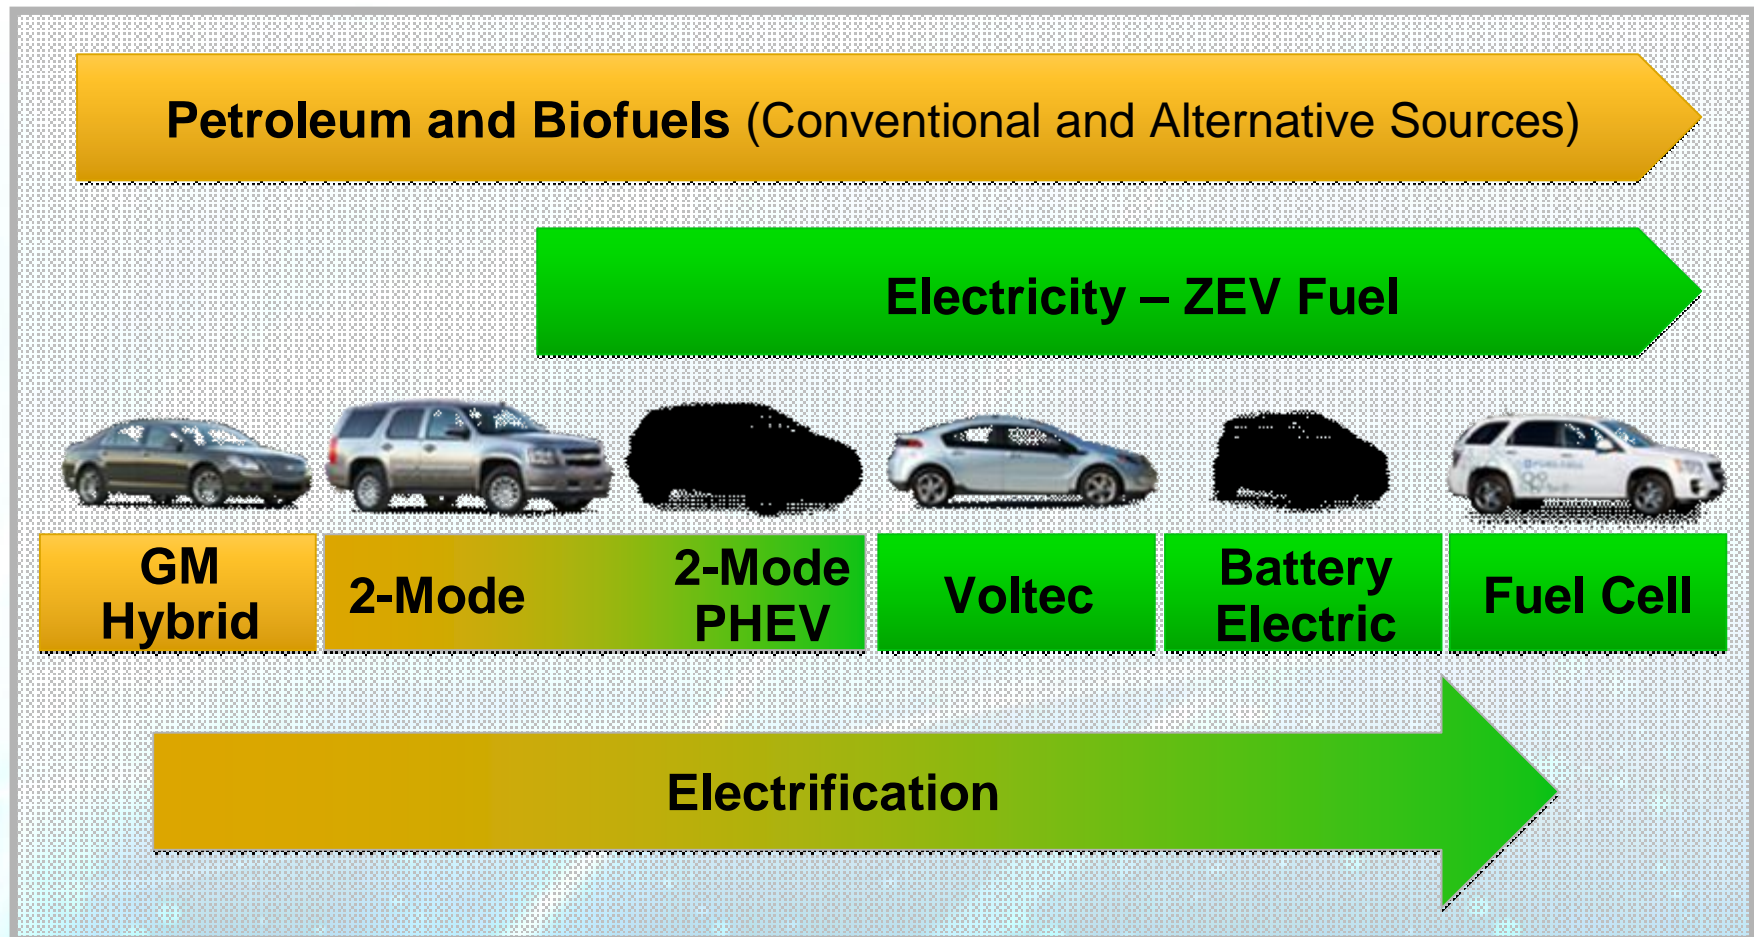 Petroleum and Biofuels (Conventional and Alternative Sources)
Electricity – ZEV Fuel
GM
Hybrid
2-Mode
2-Mode
PHEV
Voltec
Battery
Electric
Fuel Cell
Electrification